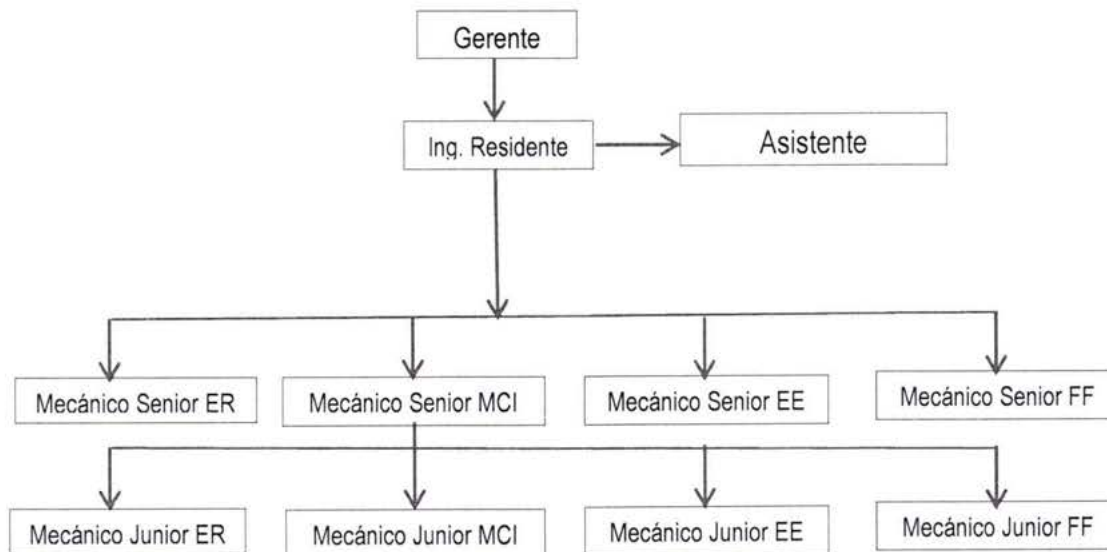 Gerente
Ing. Residente
Asistente
Mecánico Senior ER
Mecánico Senior MCI
Mecánico Senior EE
Mecánico Senior FF
Mecánico Junior ER
Mecánico Junior MCI
Mecánico Junior EE
Mecánico Junior FF